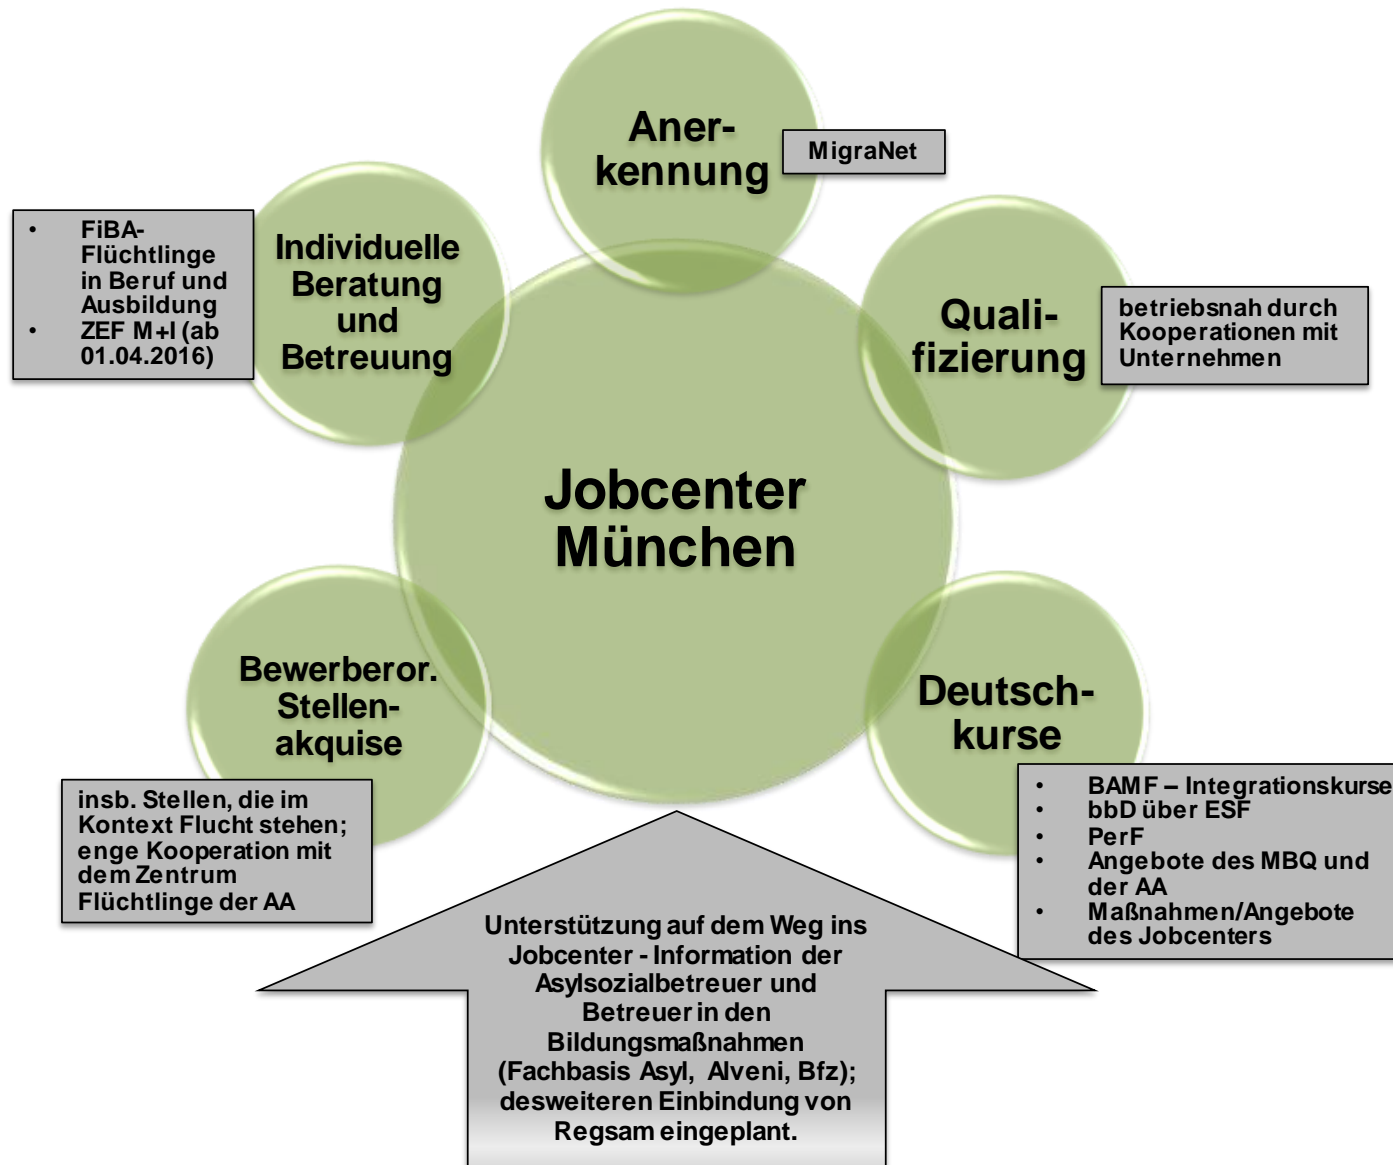 Aner-
kennung
MigraNet
• FiBA-
Flüchtlinge
in Beruf und
Ausbildung
• ZEF M+I (ab
01.04.2016)
Individuelle
Beratung
und
Betreuung
Quali-
fizierung
betriebsnah durch
Kooperationen mit
Unternehmen
Jobcenter
München
Bewerberor.
Stellen-
akquise
insb. Stellen, die im
Kontext Flucht stehen;
enge Kooperation mit
dem Zentrum
Flüchtlinge der AA
Deutsch-
kurse
• BAMF – Integrationskurse
• bbD über ESF
• PerF
• Angebote des MBQ und
der AA
• Maßnahmen/Angebote
des Jobcenters
Unterstützung auf dem Weg ins
Jobcenter - Information der
Asylsozialbetreuer und
Betreuer in den
Bildungsmaßnahmen
(Fachbasis Asyl, Alveni, Bfz);
desweiteren Einbindung von
Regsam eingeplant.